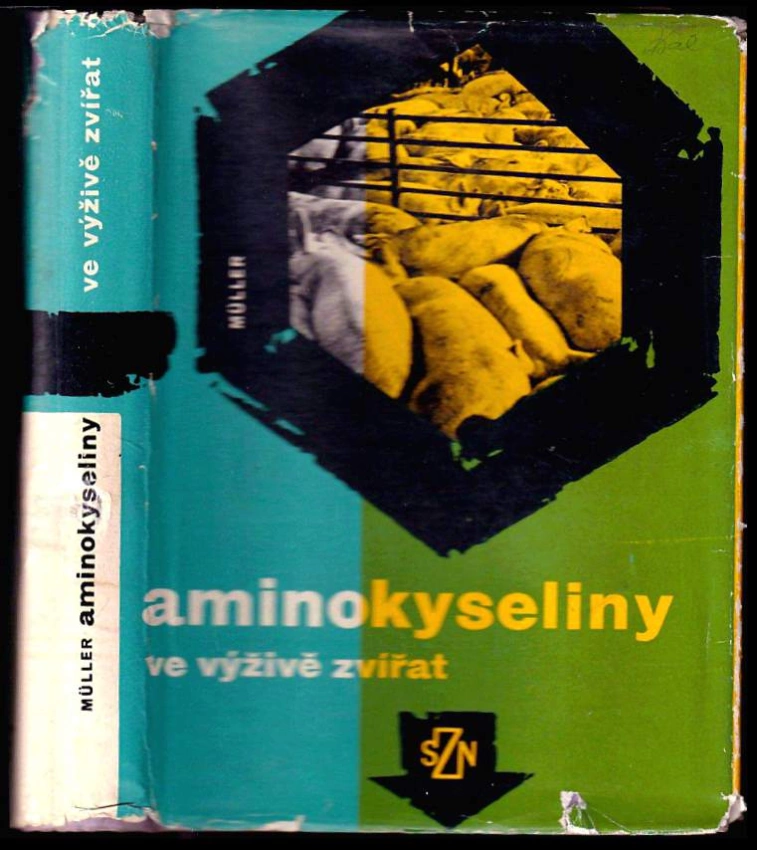 ve výživě zvířat
MÜLLER aminokyseliny
MÜLLER
aminokyseliny
ve výživě zvířat
SZN